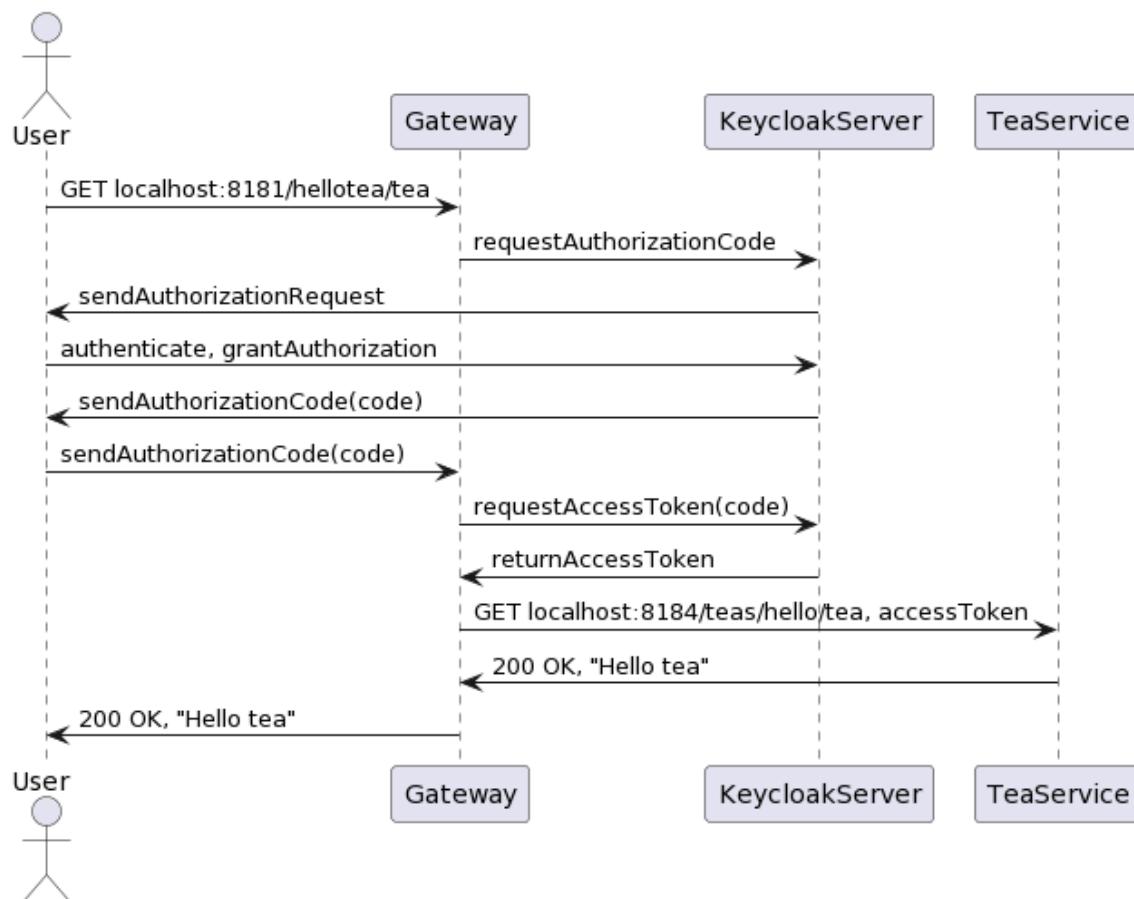 User
Gateway
KeycloakServer
TeaService
GET localhost:8181/hellotea/tea
requestAuthorizationCode
sendAuthorizationRequest
authenticate, grantAuthorization
sendAuthorizationCode(code)
sendAuthorizationCode(code)
requestAccessToken(code)
returnAccessToken
GET localhost:8184/teas/hello/tea, accessToken
200 OK, "Hello tea"
200 OK, "Hello tea"
User
Gateway
KeycloakServer
TeaService